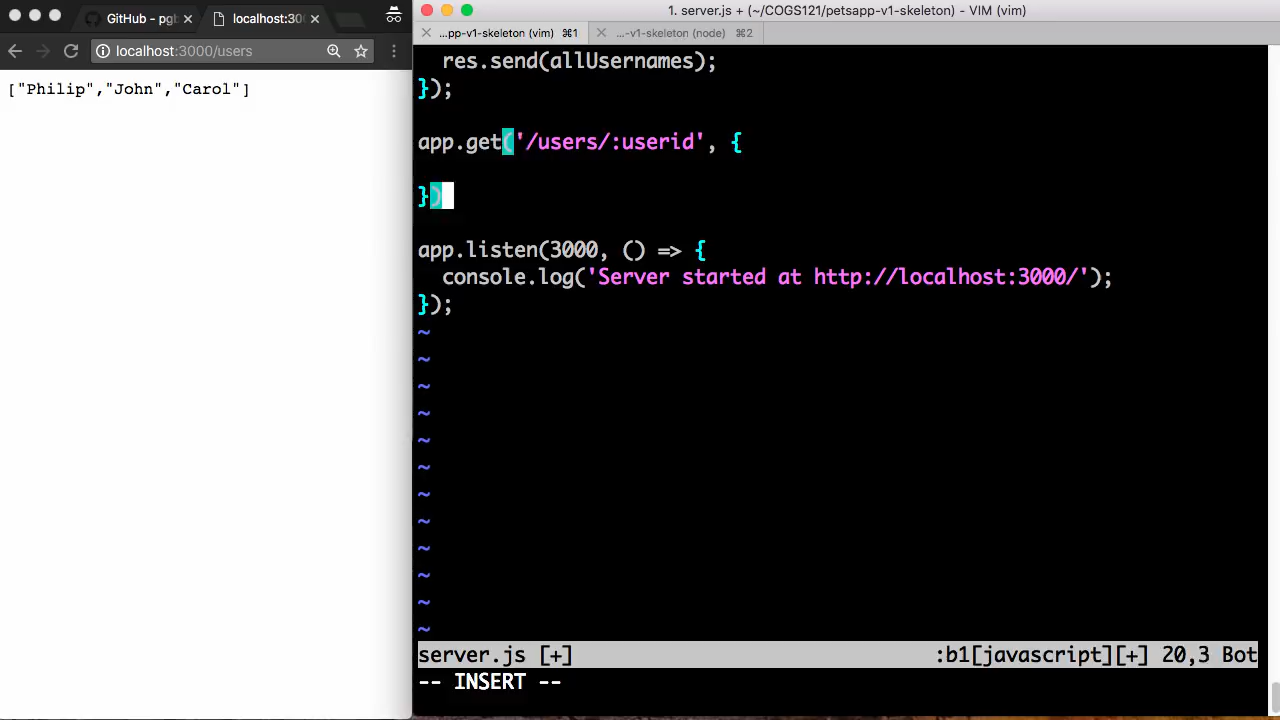 GitHub - pgb
localhost:300
localhost:3000/users
["Philip","John","Carol"]
1. server.js + (~/COGS121/petsapp-v1-skeleton) - VIM (vim)
...pp-v1-skeleton (vim) ⌘1
...-v1-skeleton (node) ⌘2
res.send(allUsernames);
});
app.get('/users/:userid', {
})
app.listen(3000, () => {
console.log('Server started at http://localhost:3000/');
});
~
~
~
~
~
~
~
~
~
~
~
~
server.js [+] :b1[javascript][+] 20,3 Bot
-- INSERT --